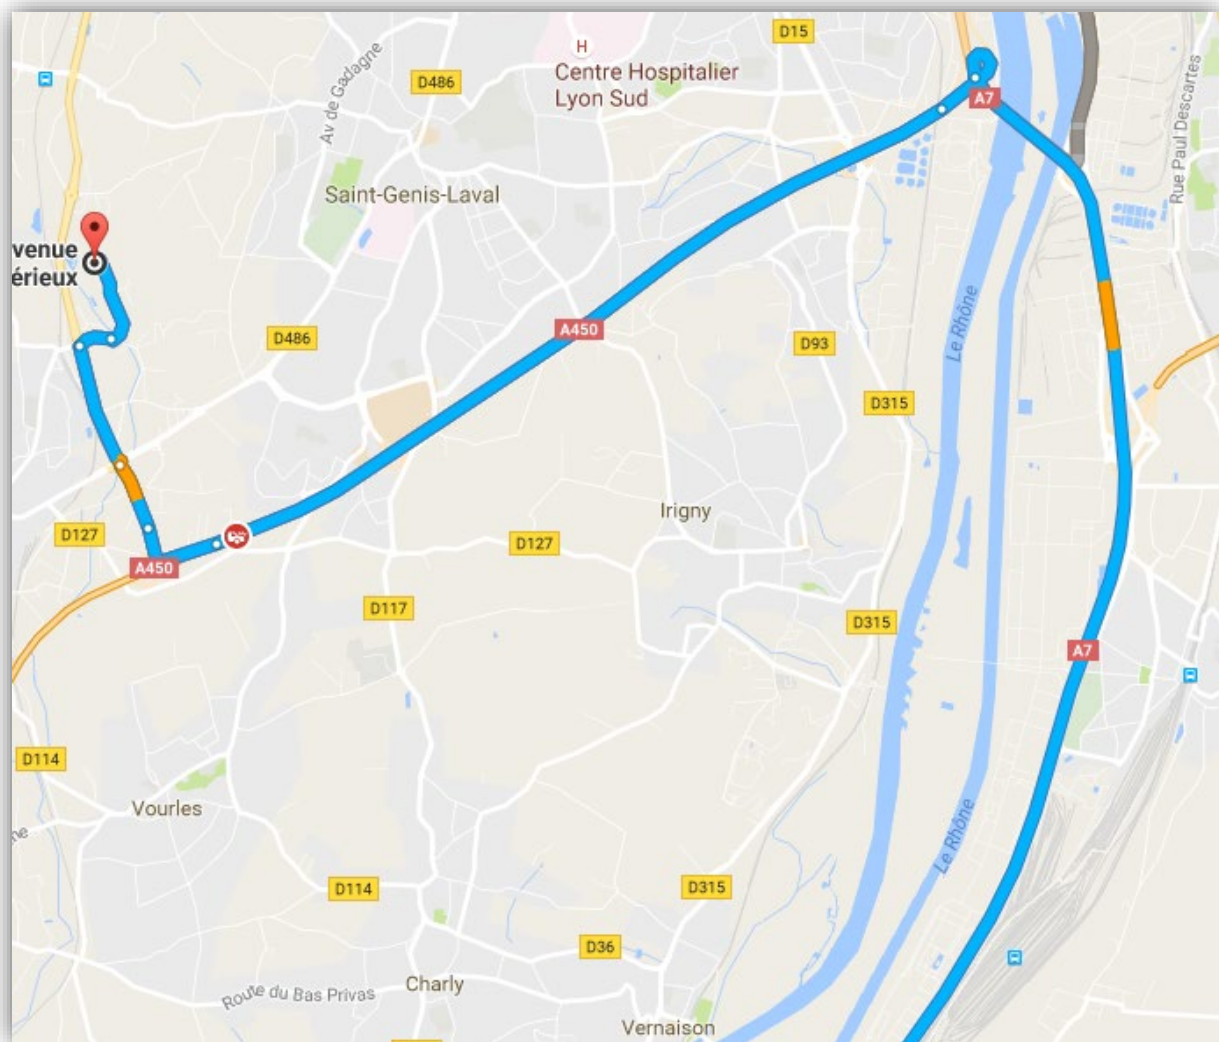 D15
H
Centre Hospitalier
Lyon Sud
D486
Av de Gadagne
A7
Rue Paul Descartes
Saint-Genis-Laval
venue
érieux
D486
A450
D93
Le Rhône
D315
Irigny
D127
D127
A450
D117
D315
A7
D114
Vourles
ne
Le Rhône
D114
D315
D36
Charly
Route du Bas Privas
Vernaison